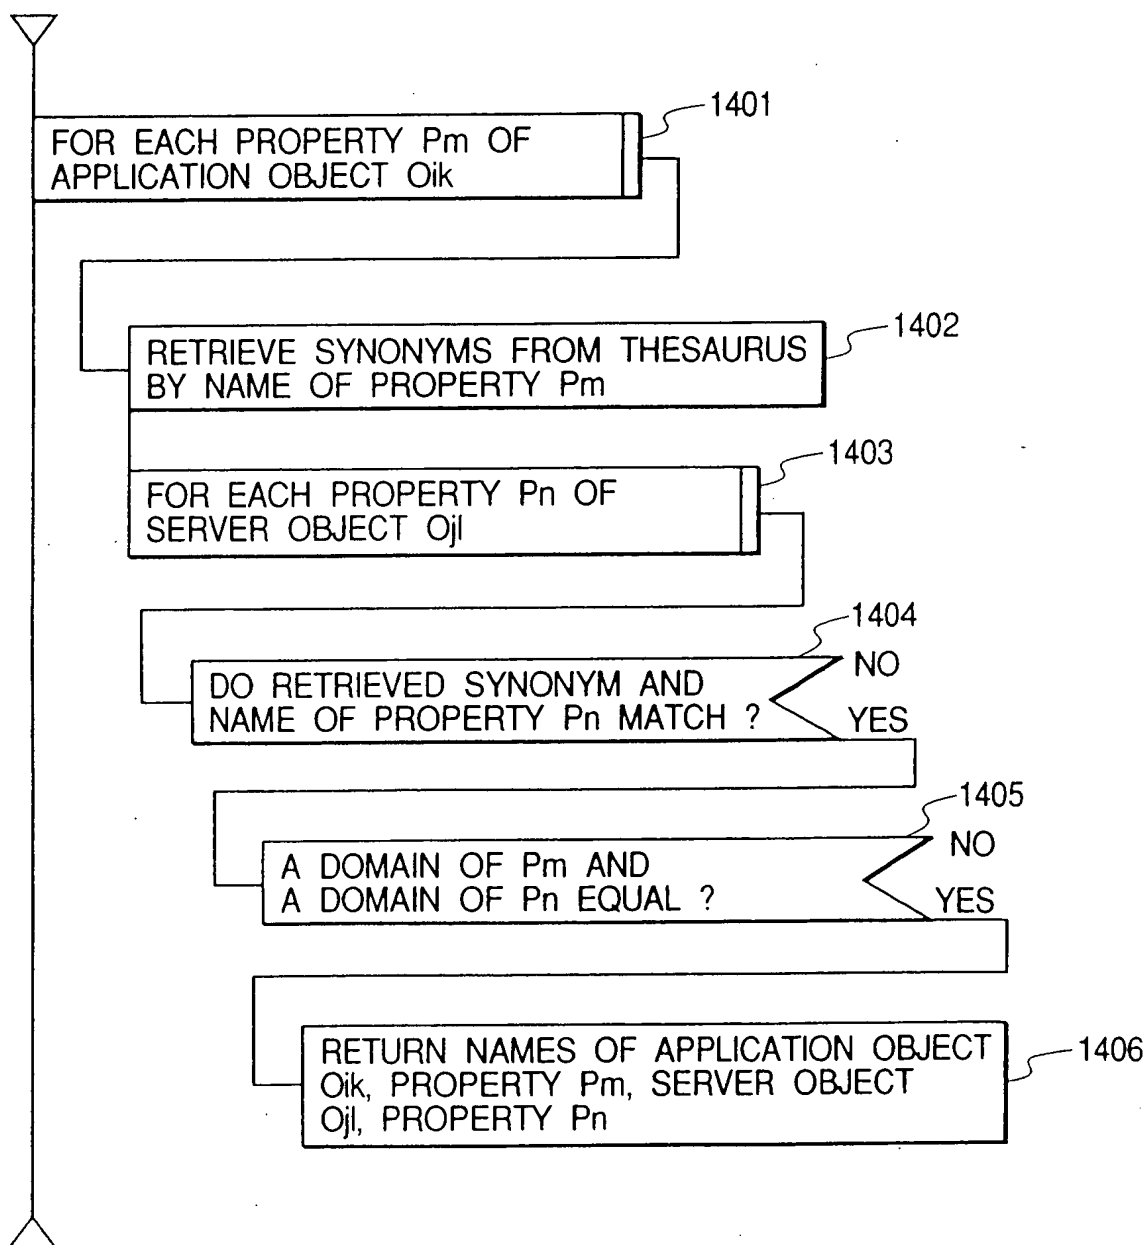 1401
FOR EACH PROPERTY Pm OF
APPLICATION OBJECT Oik
1402
RETRIEVE SYNONYMS FROM THESAURUS
BY NAME OF PROPERTY Pm
1403
FOR EACH PROPERTY Pn OF
SERVER OBJECT Ojl
1404
NO
DO RETRIEVED SYNONYM AND
NAME OF PROPERTY Pn MATCH ?
YES
1405
NO
A DOMAIN OF Pm AND
A DOMAIN OF Pn EQUAL ?
YES
1406
RETURN NAMES OF APPLICATION OBJECT
Oik, PROPERTY Pm, SERVER OBJECT
Ojl, PROPERTY Pn